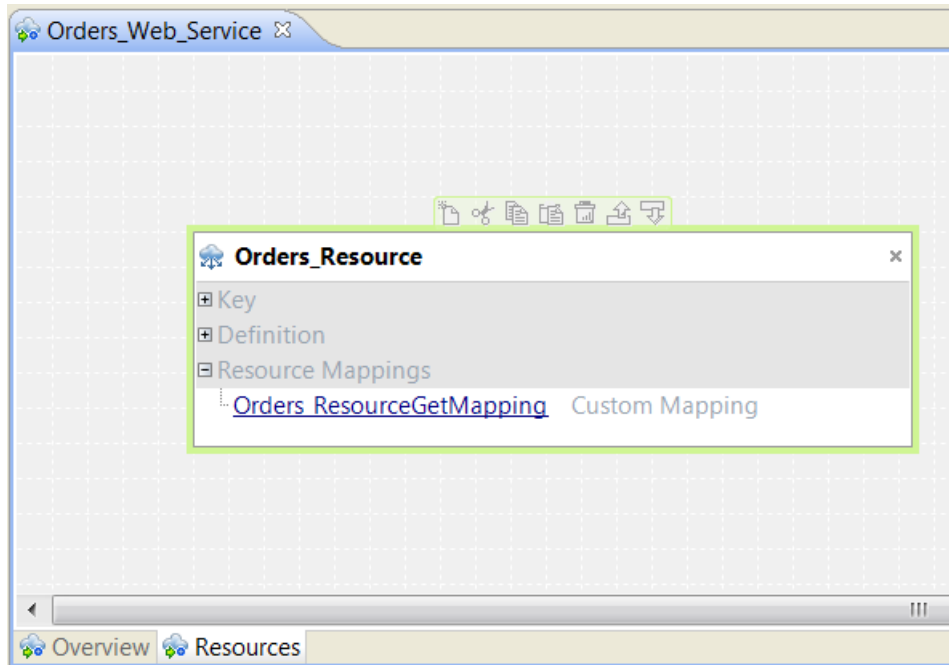 Orders_Web_Service
Orders_Resource
Key
Definition
Resource Mappings
Orders_ResourceGetMapping Custom Mapping
Overview Resources